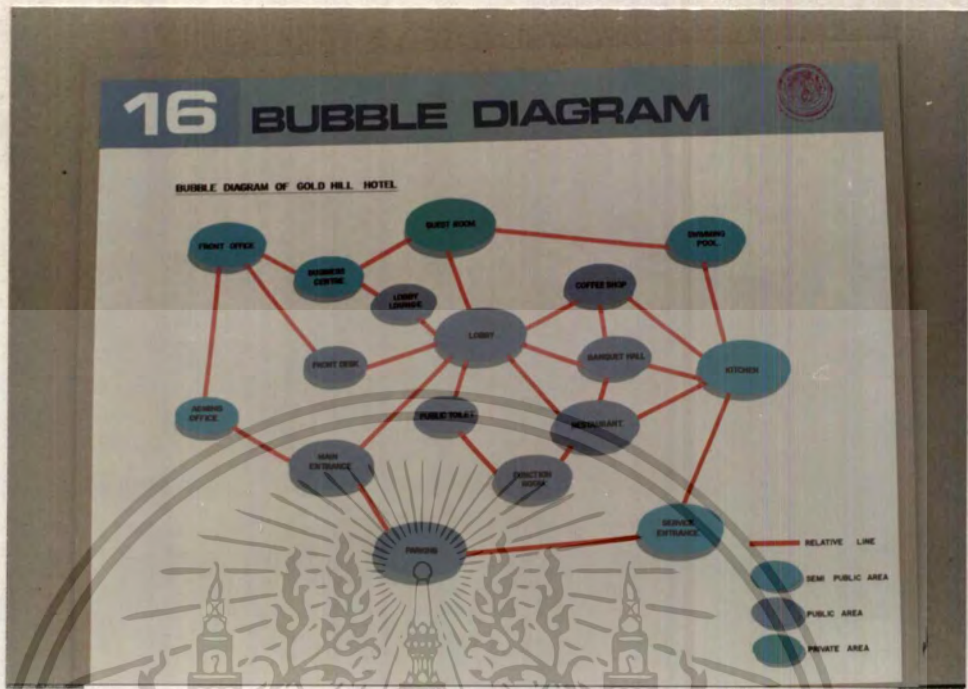 16 BUBBLE DIAGRAM
BUBBLE DIAGRAM OF GOLD HILL HOTEL
GUEST ROOM
FRONT OFFICE
SWIMMING
POOL
BUSINESS
CENTRE
COFFEE SHOP
LOBBY
LOUNGE
LOBBY
FRONT DESK
BANQUET HALL
KITCHEN
ADMINS
OFFICE
PUBLIC TOILET
RESTAURANT
MAIN
ENTRANCE
FUNCTION
ROOM
SERVICE
ENTRANCE
PARKING
RELATIVE LINE
SEMI PUBLIC AREA
PUBLIC AREA
PRIVATE AREA